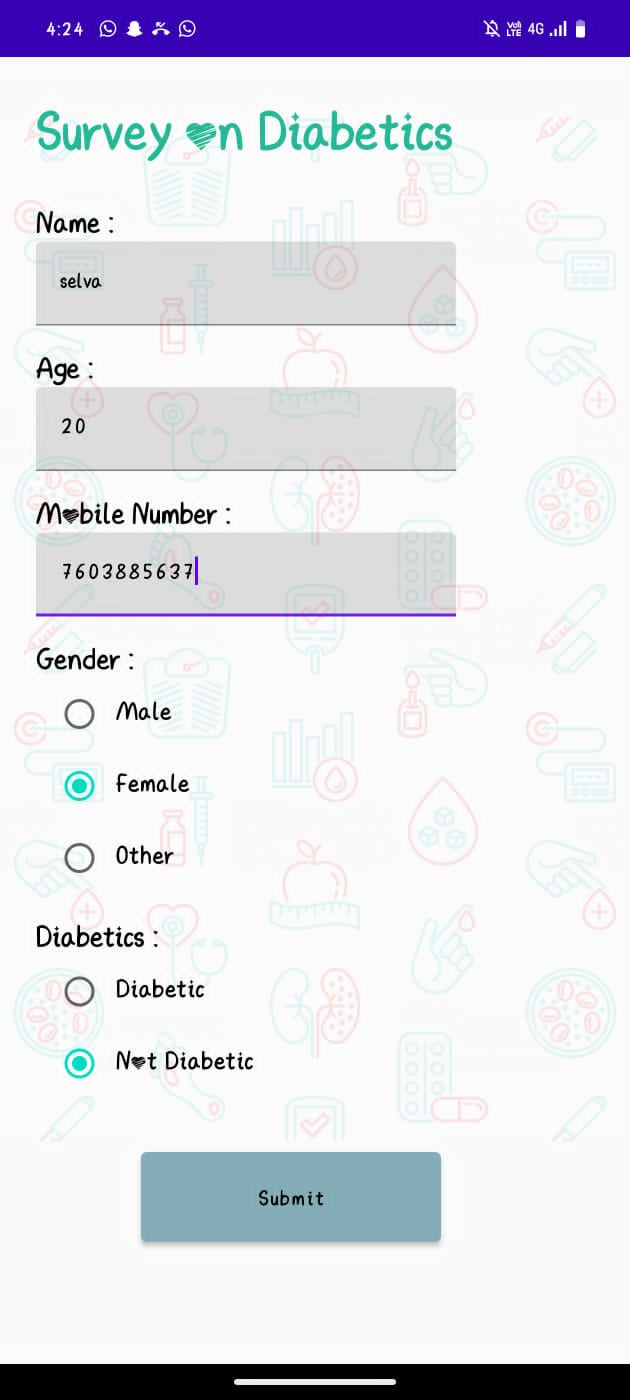 4:24 Vo) LTE 4G
Survey on Diabetics
Name :
selva
Age :
20
Mobile Number :
7603885637
Gender :
Male
Female
Other
Diabetics :
Diabetic
Not Diabetic
Submit